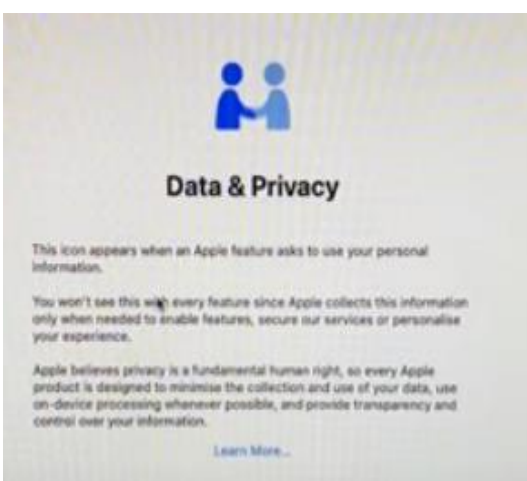 Data & Privacy
This icon appears when an Apple feature asks to use your personal
information.
You won't see this with every feature since Apple collects this information
only when needed to enable features, secure our services or personalise
your experience.
Apple believes privacy is a fundamental human right, so every Apple
product is designed to minimise the collection and use of your data, use
on-device processing whenever possible, and provide transparency and
control over your information.
Learn More...